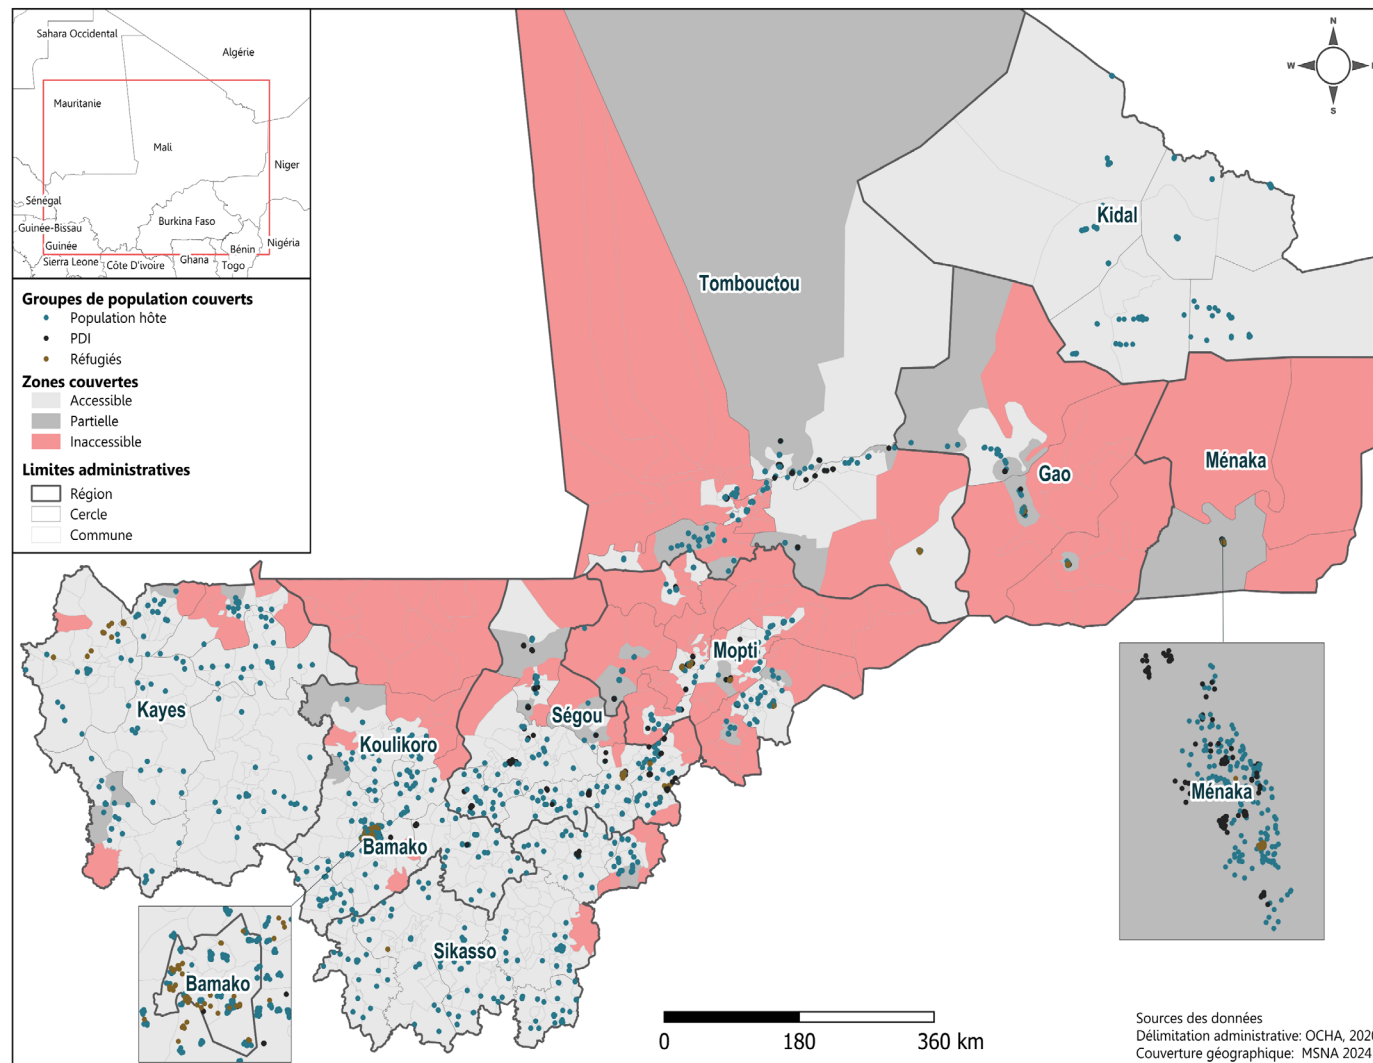 Sahara Occidental
Algérie
Mauritanie
Mali
Niger
Sénégal
Burkina Faso
Guinée-Bissau
Guinée
Bénin
Nigéria
Sierra Leone
Côte D'ivoire
Ghana
Togo
N
W
S
Groupes de population couverts
Population hôte
PDI
Réfugiés
Zones couvertes
Accessible
Partielle
Inaccessible
Limites administratives
Région
Cercle
Commune
Kidal
Tombouctou
Gao
Ménaka
Mopti
Kayes
Ségou
Koulikoro
Bamako
Sikasso
Bamako
Ménaka
0 180 360 km
Sources des données
Délimitation administrative: OCHA, 202
Couverture géographique: MSNA 2024